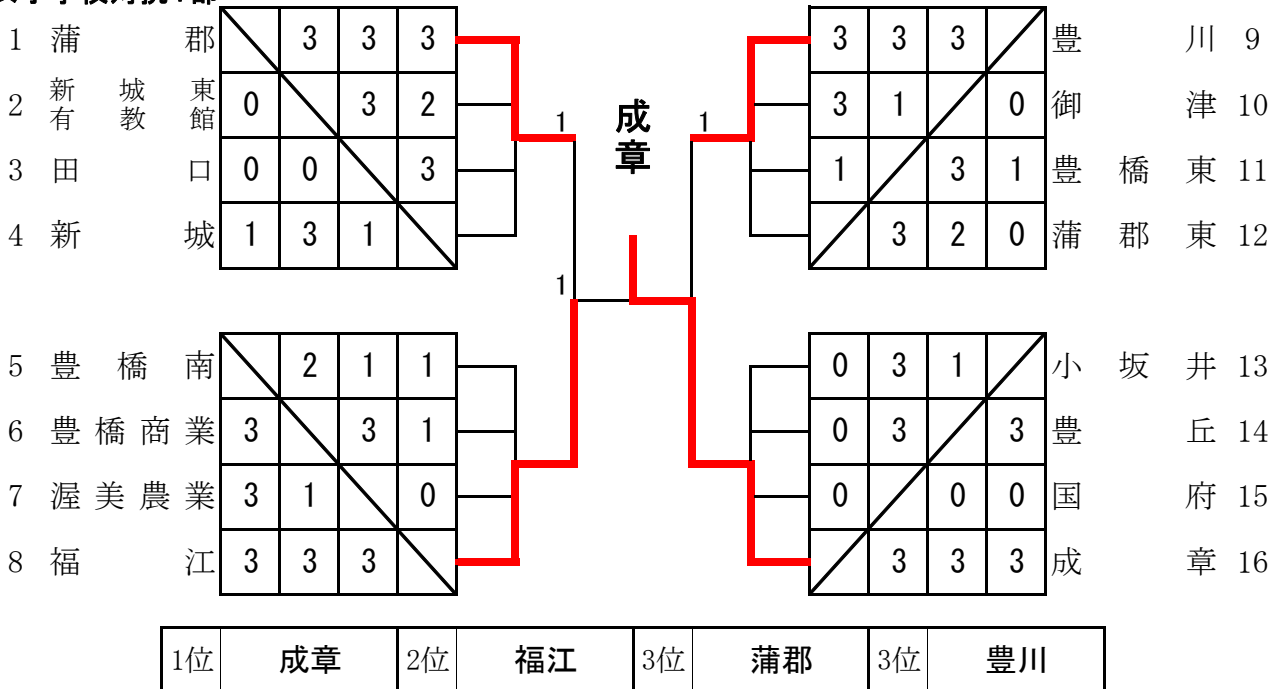 1 蒲郡 3 3 3 3 3 3 豊川 9
新城東
2 有教館 0 3 2 3 1 0 御津 10
1 成章 1
3 田口 0 0 3 1 3 1 豊橋東 11
4 新城 1 3 1 3 2 0 蒲郡東 12
1
5 豊橋南 2 1 1 0 3 1 小坂井 13
6 豊橋商業 3 3 1 0 3 3 豊丘 14
7 渥美農業 3 1 0 0 0 0 国府 15
8 福江 3 3 3 3 3 3 成章 16
1位 成章 2位 福江 3位 蒲郡 3位 豊川